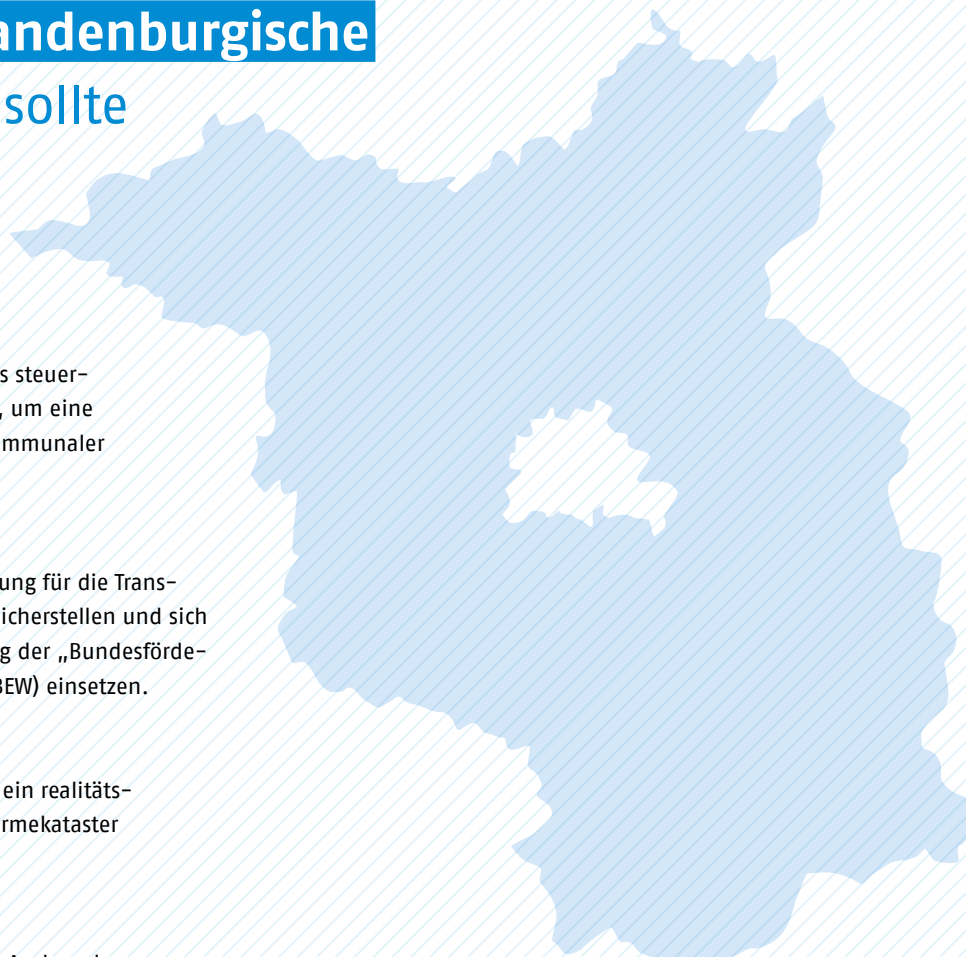 andenburgische
sollte
s steuer-
, um eine
mmunaler
ung für die Trans-
icherstellen und sich
g der „Bundesförde-
BEW) einsetzen.
ein realitäts-
rmekataster